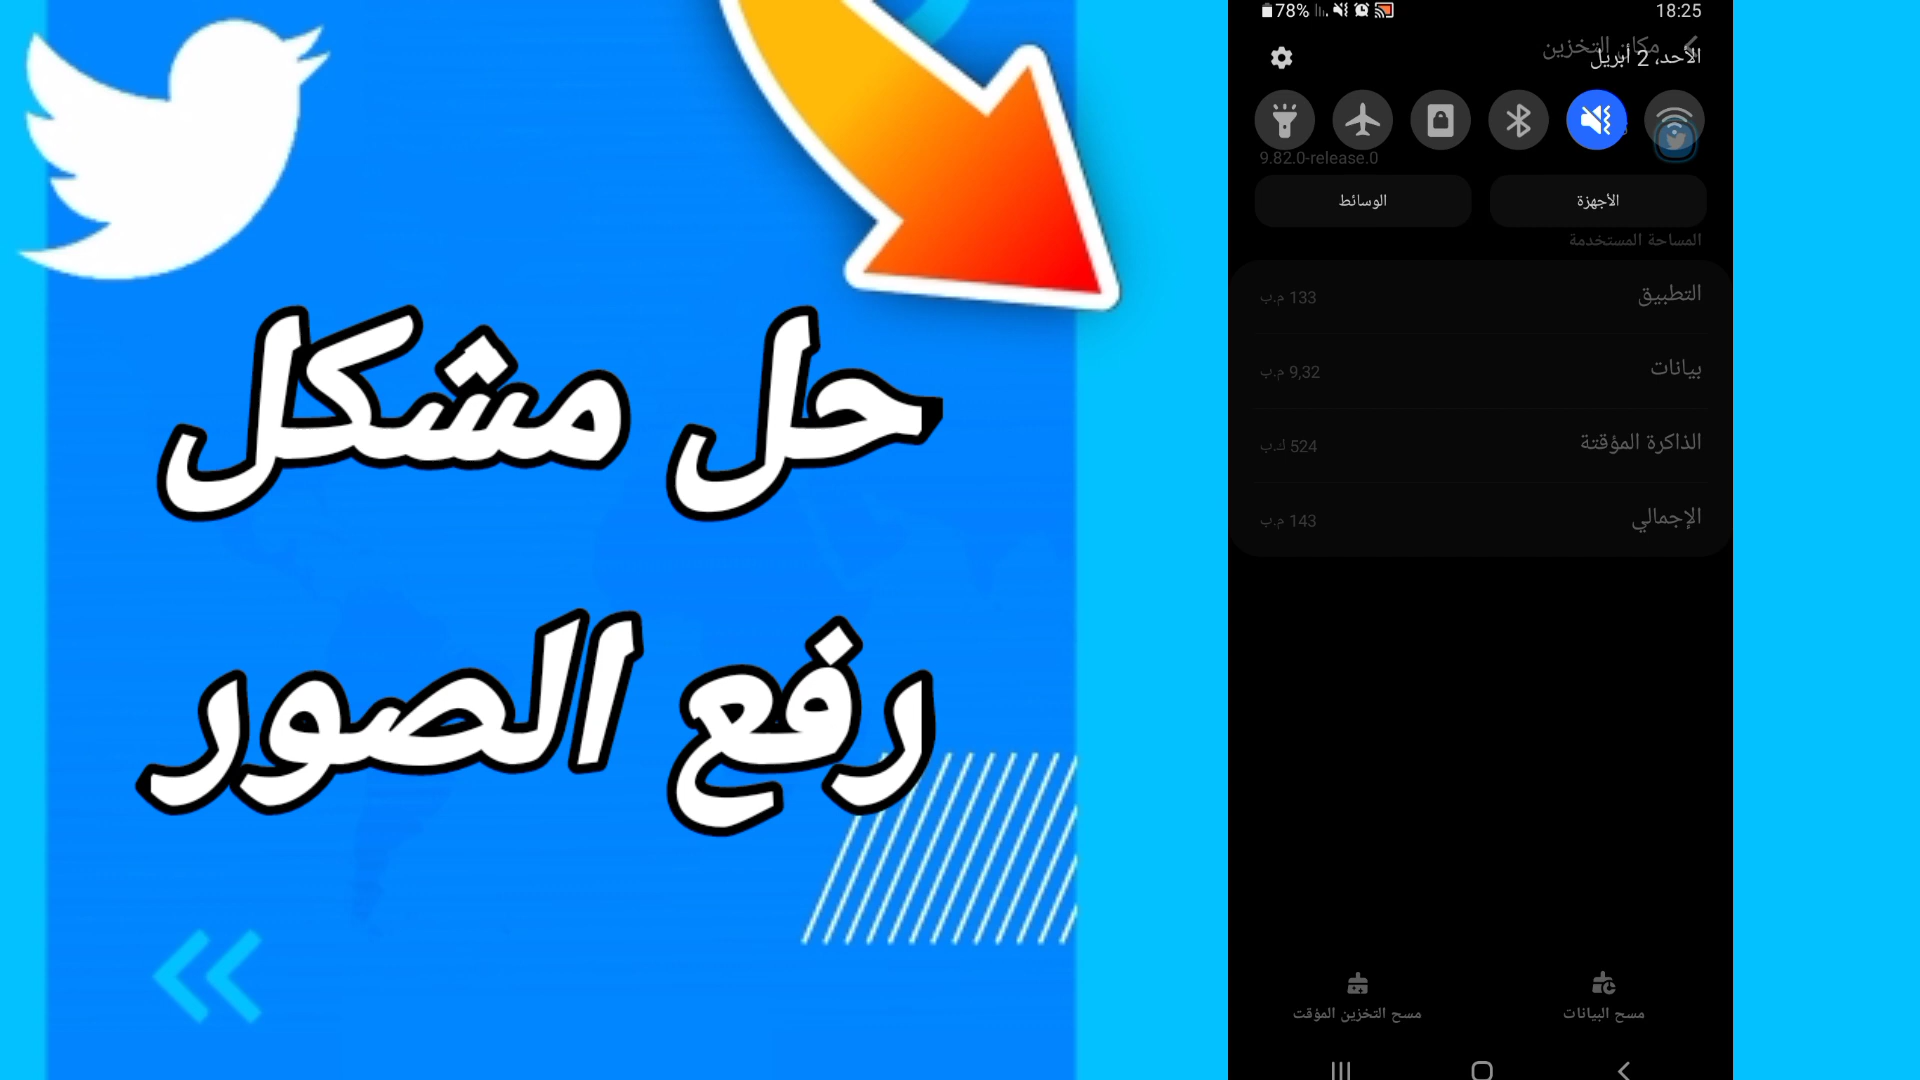 حل مشكل
رفع الصور
78%
18:25
مكان التخزين
الأحد، 2 أبريل
9.82.0-release.0
الأجهزة
الوسائط
المساحة المستخدمة
التطبيق
133 م.ب
بيانات
9,32 م.ب
الذاكرة المؤقتة
524 ك.ب
الإجمالي
143 م.ب
مسح البيانات
مسح التخزين المؤقت